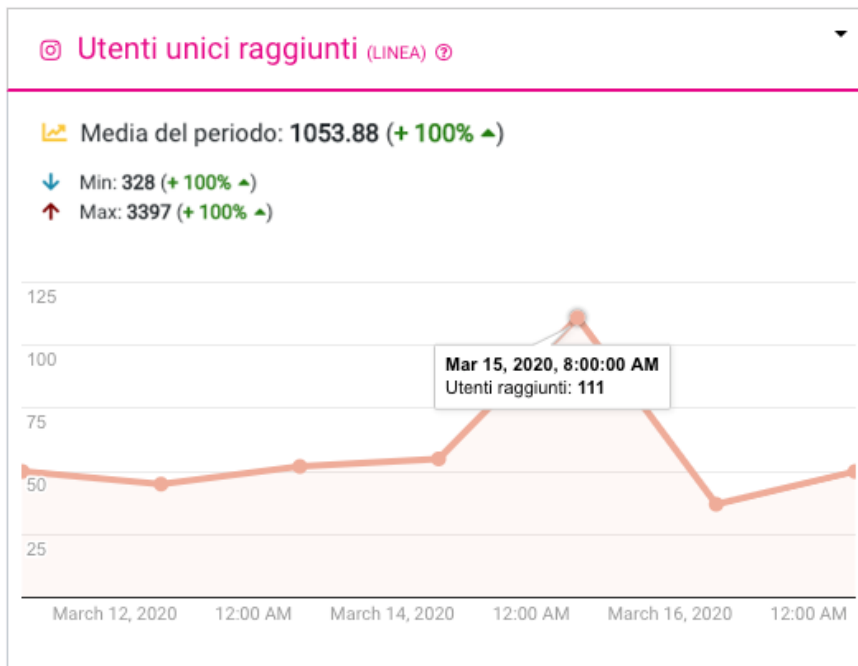 Utenti unici raggiunti (LINEA)
Media del periodo: 1053.88 (+ 100%)
Min: 328 (+ 100%)
Max: 3397 (+ 100%)
125
100
Mar 15, 2020, 8:00:00 AM
Utenti raggiunti: 111
75
50
25
March 12, 2020 12:00 AM March 14, 2020 12:00 AM March 16, 2020 12:00 AM